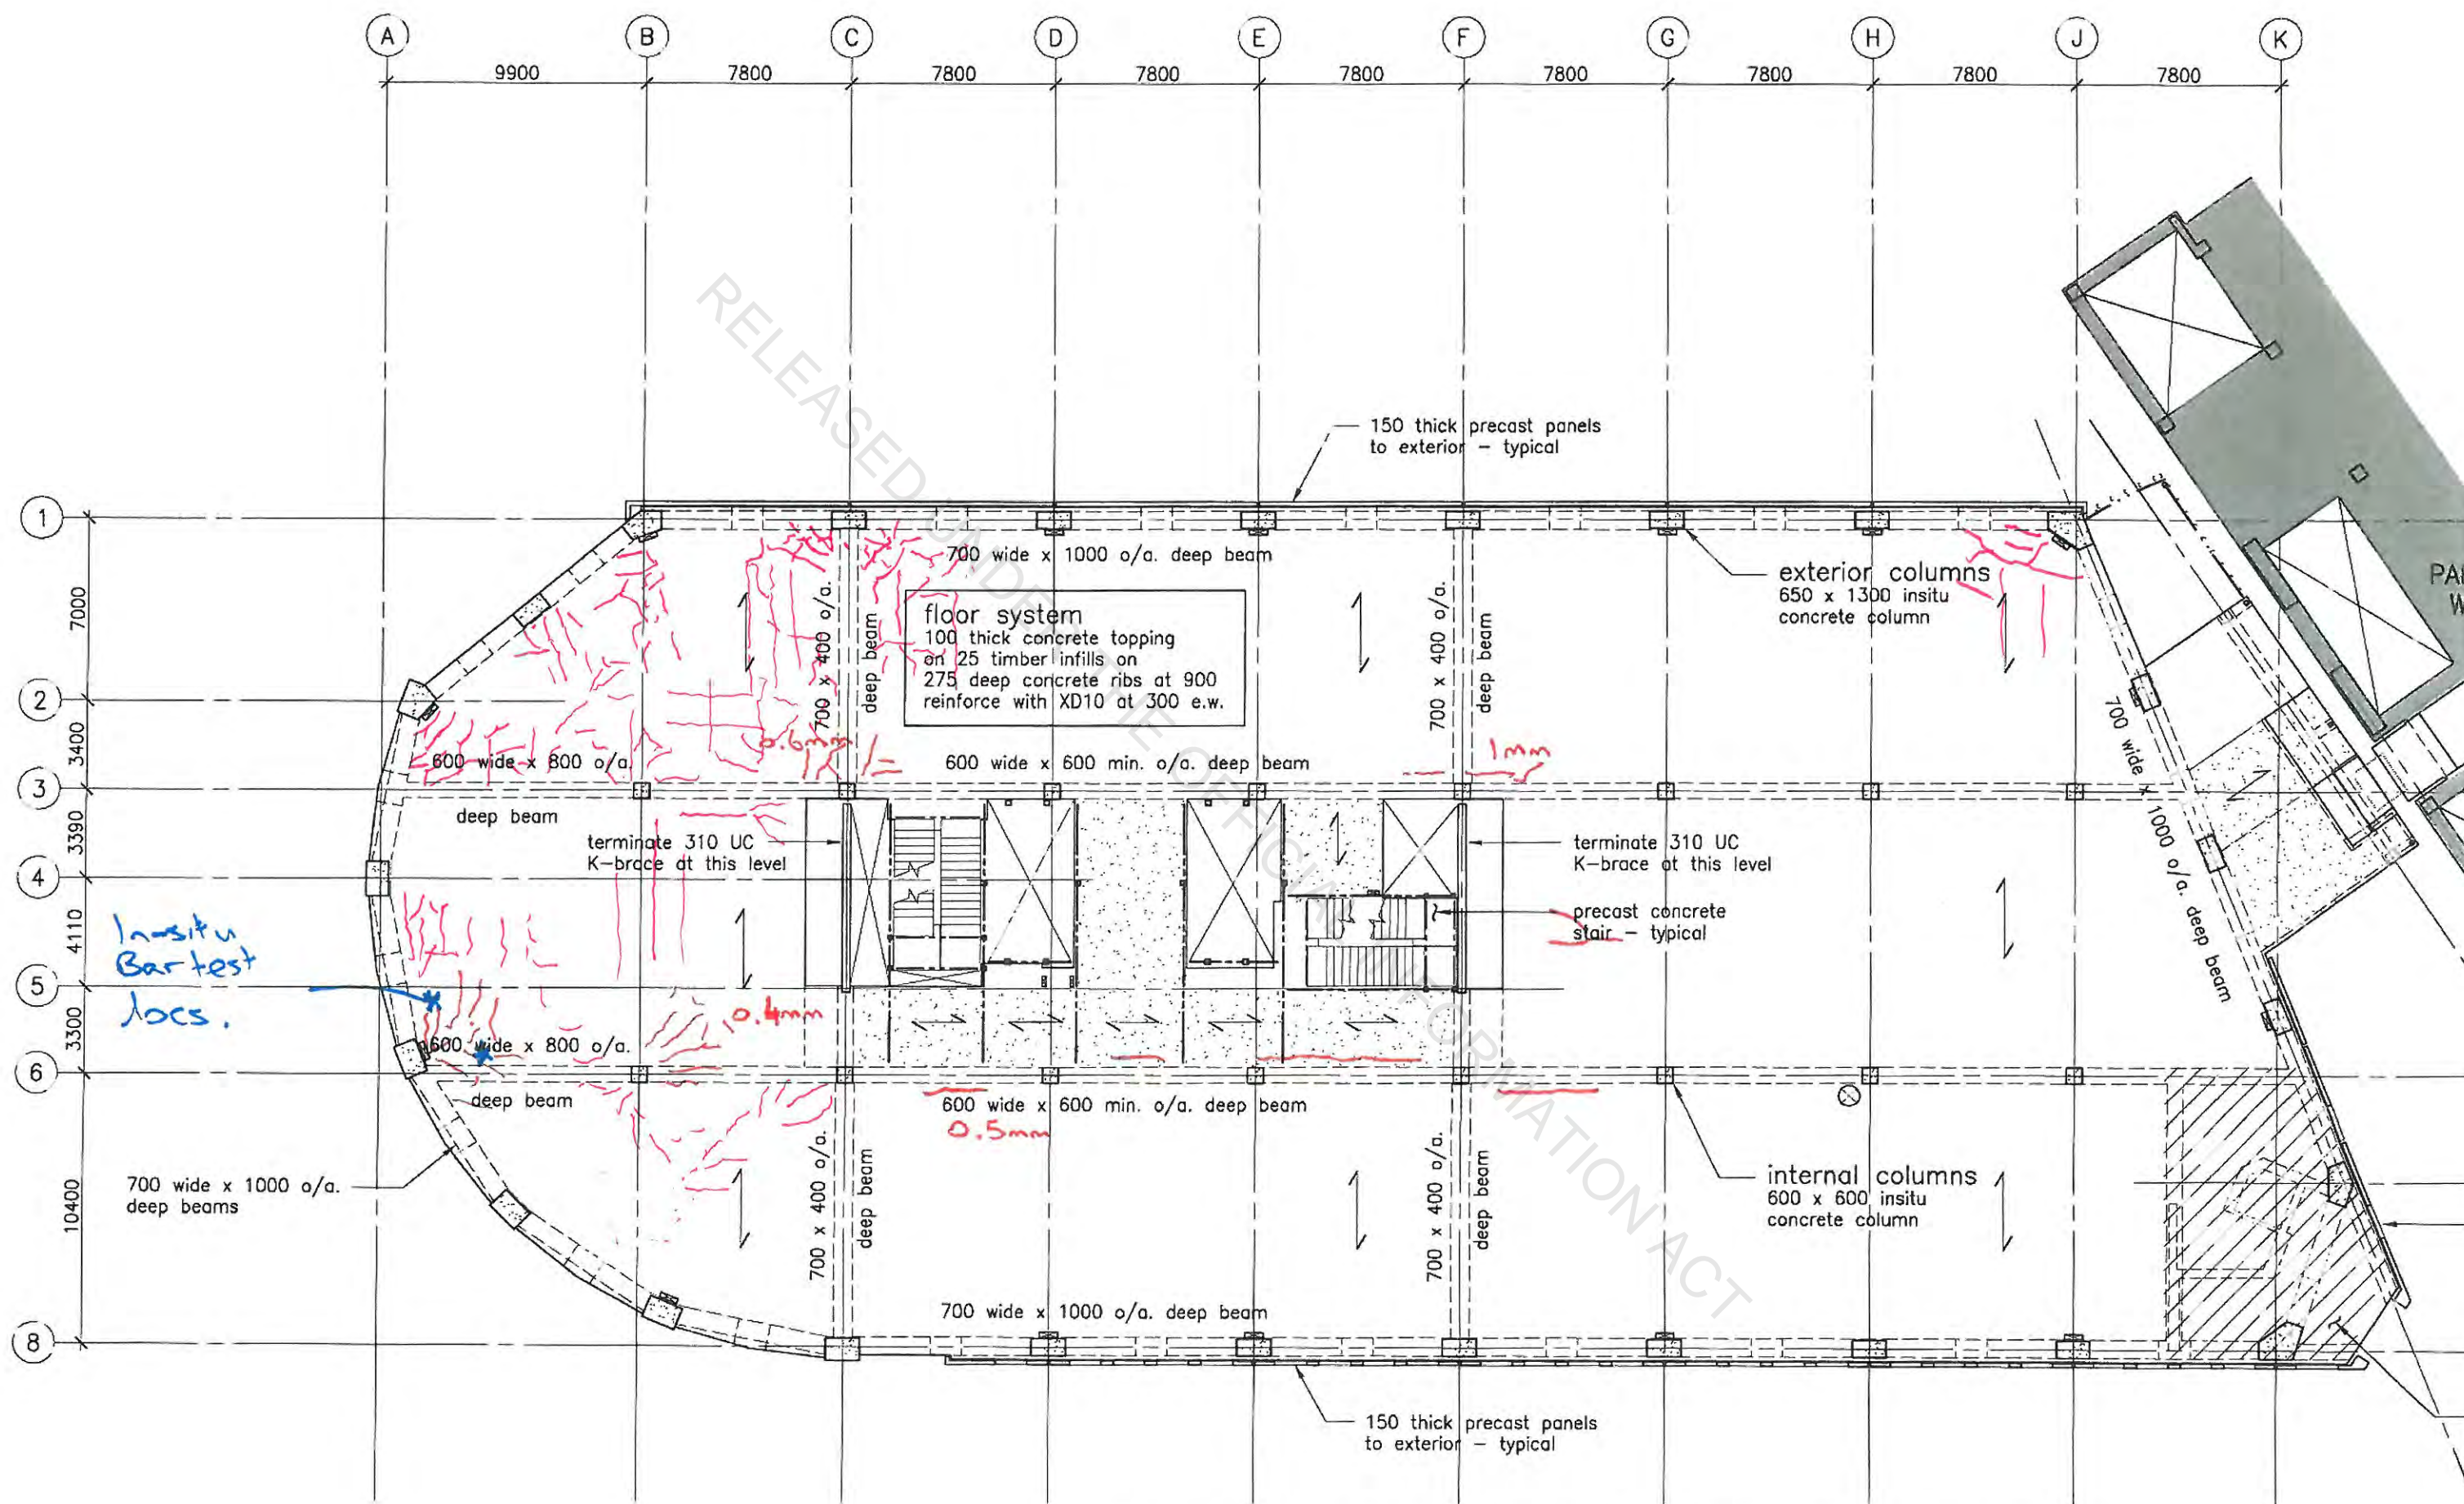 A B C D E F G H J K
9900 7800 7800 7800 7800 7800 7800 7800 7800
RELEASED UNDER THE OFFICIAL INFORMATION ACT
150 thick precast panels
to exterior – typical
1
2
3
4
5
6
8
7000
3400
3390
4110
3300
10400
700 wide x 1000 o/a. deep beam
exterior columns
650 x 1300 insitu
concrete column
floor system
100 thick concrete topping
on 25 timber infills on
275 deep concrete ribs at 900
reinforce with XD10 at 300 e.w.
700 x 400 o/a.
deep beam
700 x 400 o/a.
deep beam
700 wide x 1000 o/a. deep beam
0.6mm
1mm
600 wide x 800 o/a.
deep beam
600 wide x 600 min. o/a. deep beam
terminate 310 UC
K-brace at this level
terminate 310 UC
K-brace at this level
precast concrete
stair – typical
In-situ
Bar test
locs.
0.4mm
600 wide x 800 o/a.
deep beam
600 wide x 600 min. o/a. deep beam
0.5mm
700 wide x 1000 o/a.
deep beams
700 x 400 o/a.
deep beam
700 x 400 o/a.
deep beam
internal columns
600 x 600 insitu
concrete column
700 wide x 1000 o/a. deep beam
150 thick precast panels
to exterior – typical